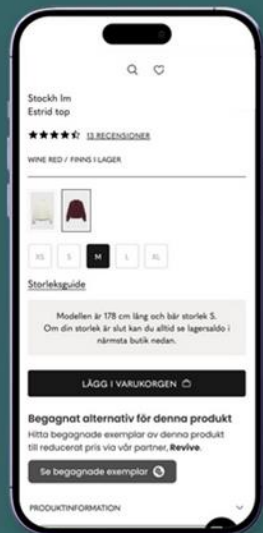 Stockh lm
Estrid top
13 RECENSIONER
WINE RED / FINNS I LAGER
XS S M L XL
Storleksguide
Modellen är 178 cm lång och bär storlek S.
Om din storlek är slut kan du alltid se lagersaldo i
närmsta butik nedan.
LÄGG I VARUKORGEN
Begagnat alternativ för denna produkt
Hitta begagnade exemplar av denna produkt
till reducerat pris via vår partner, Revive.
Se begagnade exemplar
PRODUKTINFORMATION